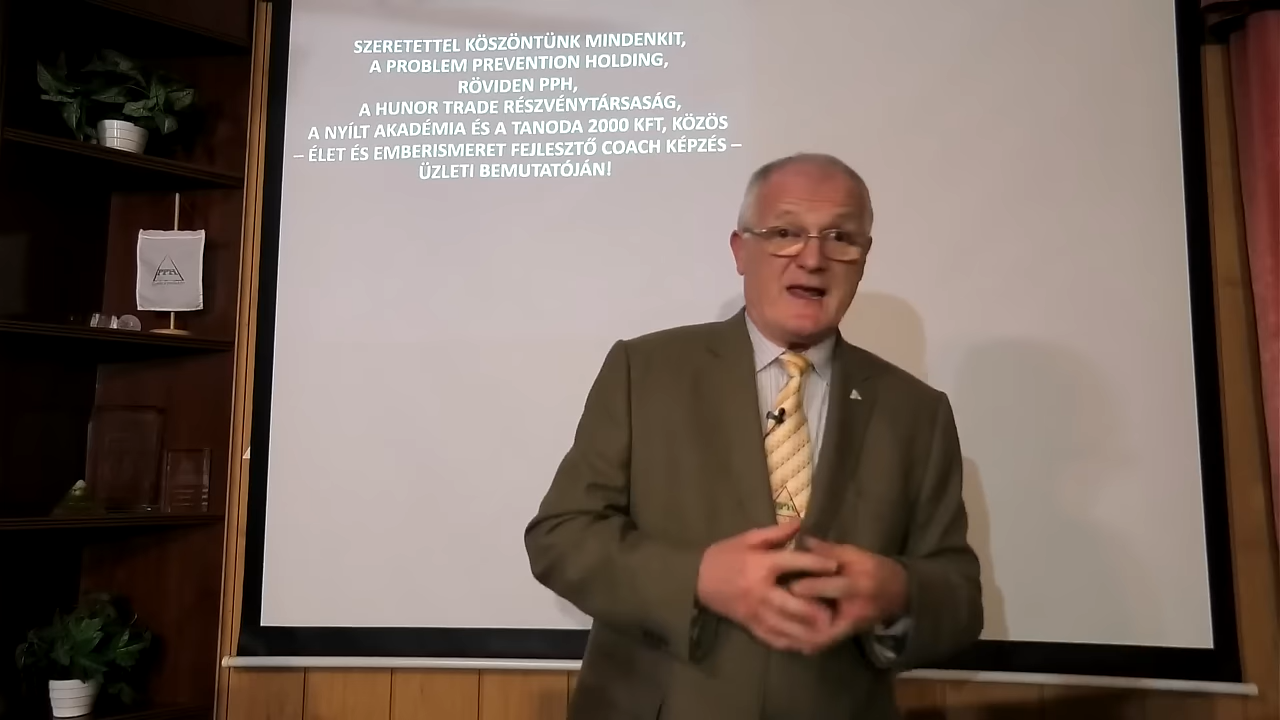 SZERETETTEL KÖSZÖNTÜNK MINDENKIT,
A PROBLEM PREVENTION HOLDING,
RÖVIDEN PPH,
A HUNOR TRADE RÉSZVÉNYTÁRSASÁG,
A NYÍLT AKADÉMIA ÉS A TANODA 2000 KFT, KÖZÖS
– ÉLET ÉS EMBERISMERET FEJLESZTŐ COACH KÉPZÉS –
ÜZLETI BEMUTATÓJÁN!